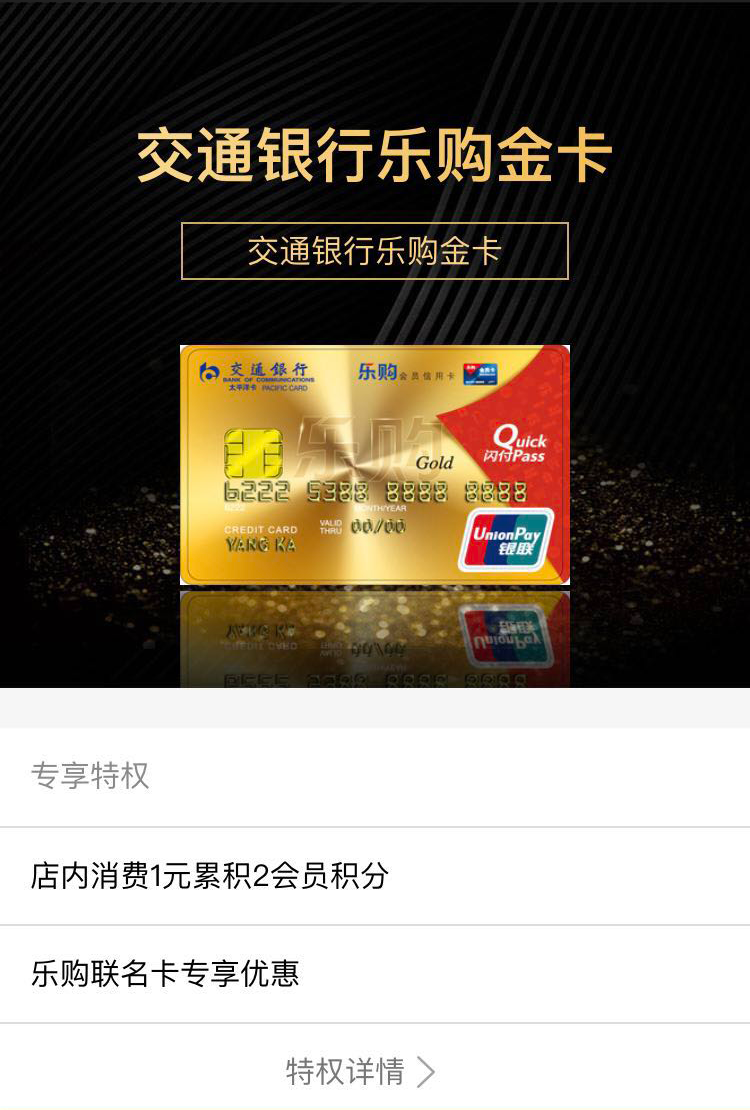 交通银行乐购金卡
交通银行乐购金卡
交通银行
BANK OF COMMUNICATIONS
太平洋卡 PACIFIC CARD
乐购会员信用卡
乐购
Quick
闪付Pass
Gold
6222 5388 8888 8888
6222
MONTH/YEAR
CREDIT CARD
VALID
THRU
00/00
YANG KA
UnionPay
银联
专享特权
店内消费1元累积2会员积分
乐购联名卡专享优惠
特权详情